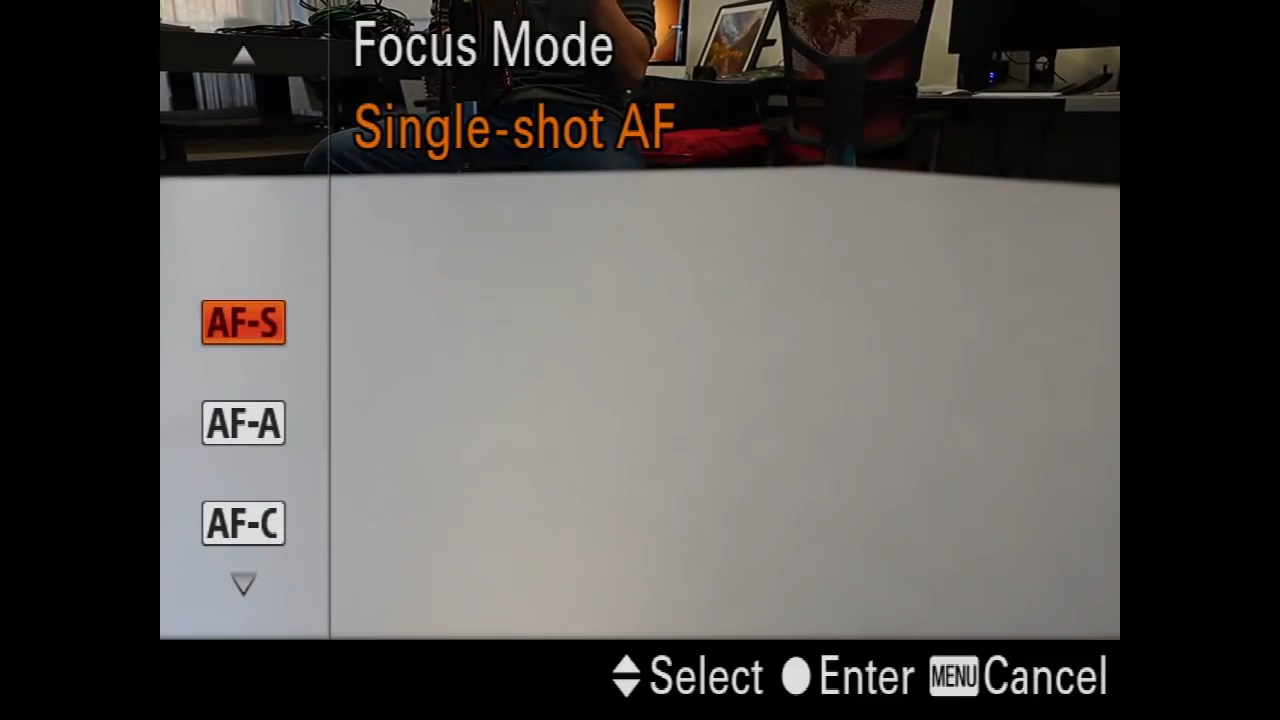 Focus Mode
Single-shot AF
AF-S
AF-A
AF-C
Select Enter MENU Cancel